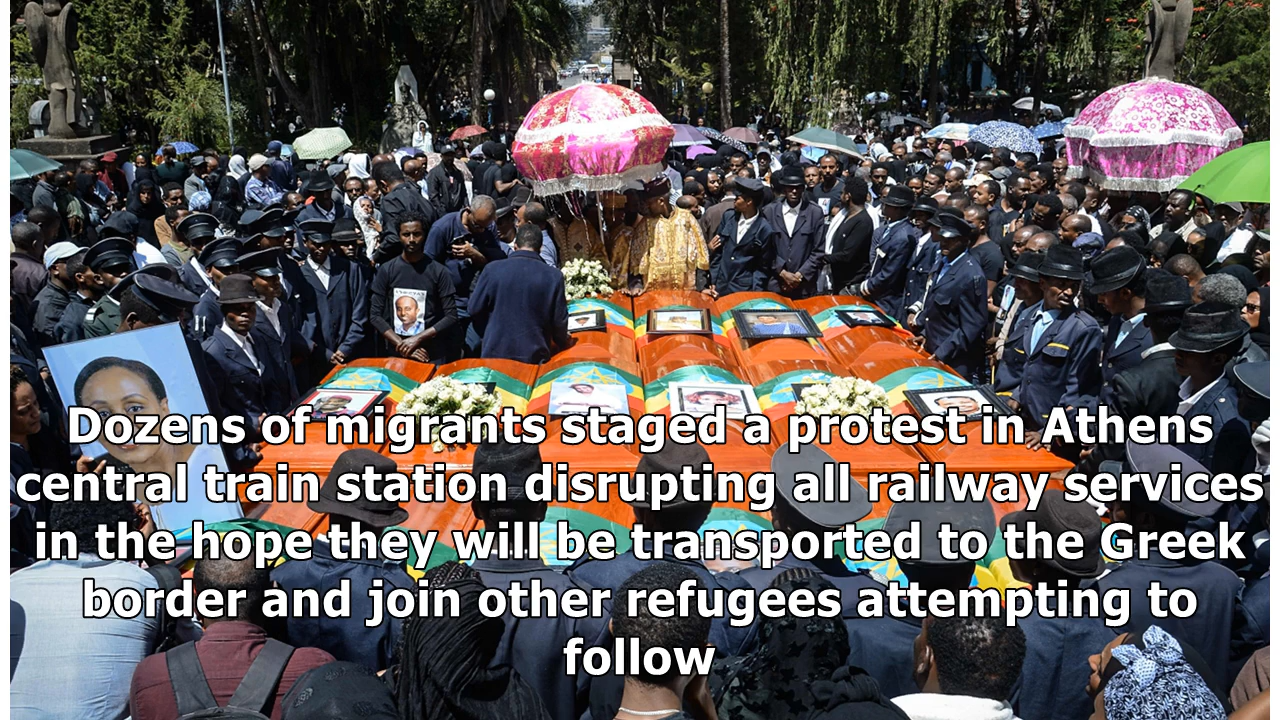 Dozens of migrants staged a protest in Athens
central train station disrupting all railway services
in the hope they will be transported to the Greek
border and join other refugees attempting to
follow